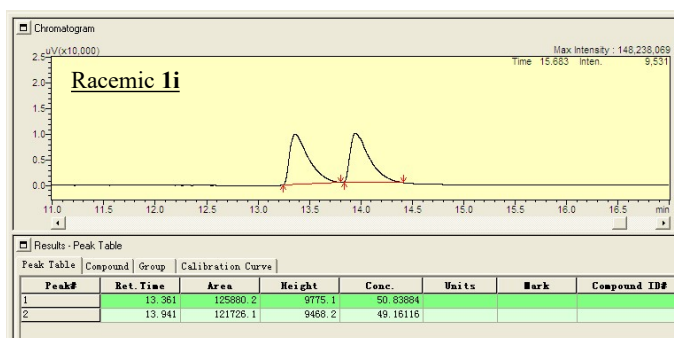 Chromatogram
uV(x10,000)
Max Intensity : 148,238,069
Time 15.683 Inten. 9,531
2.5
Racemic 1i
2.0
1.5
1.0
0.5
0.0
11.0 11.5 12.0 12.5 13.0 13.5 14.0 14.5 15.0 15.5 16.0 16.5 min
Results - Peak Table
Peak Table Compound Group Calibration Curve
Peak# Ret.Time Area Height Conc. Units Mark Compound ID#
1 13.361 125880.2 9775.1 50.83884
2 13.941 121726.1 9468.2 49.16116